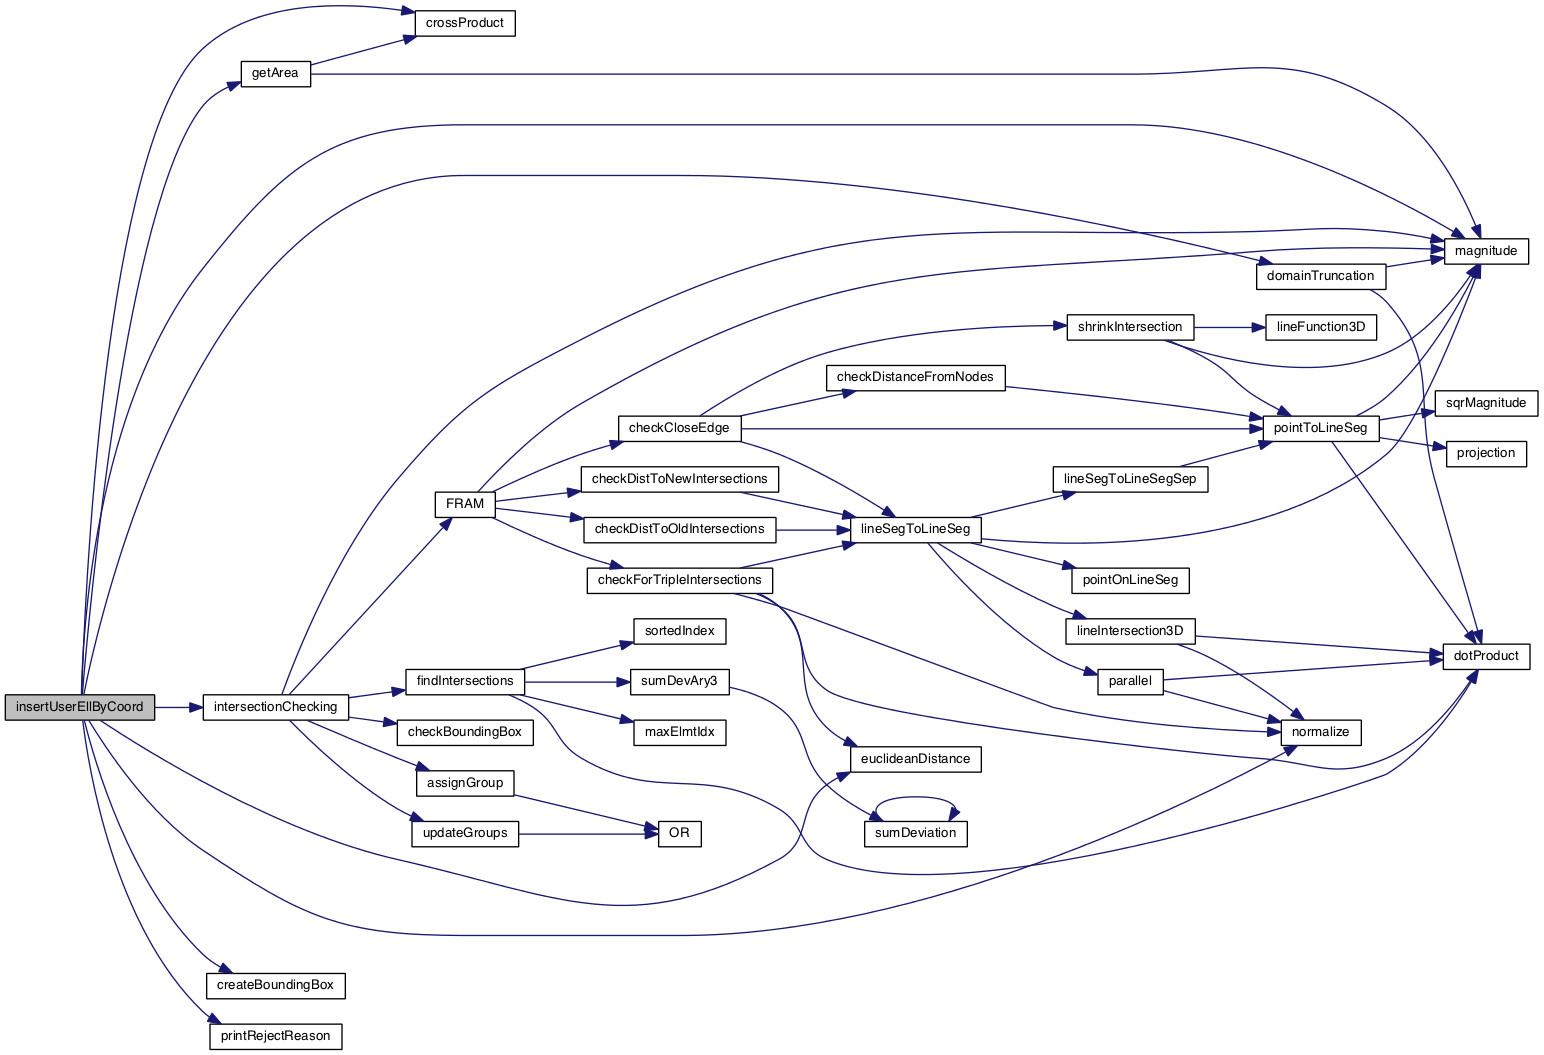 crossProduct
getArea
magnitude
domainTruncation
shrinkIntersection
lineFunction3D
checkDistanceFromNodes
sqrMagnitude
checkCloseEdge
pointToLineSeg
projection
checkDistToNewIntersections
lineSegToLineSegSep
FRAM
checkDistToOldIntersections
lineSegToLineSeg
checkForTripleIntersections
pointOnLineSeg
sortedIndex
lineIntersection3D
dotProduct
findIntersections
sumDevAry3
parallel
insertUserEllByCoord
intersectionChecking
checkBoundingBox
maxElmtIdx
normalize
euclideanDistance
assignGroup
updateGroups
OR
sumDeviation
createBoundingBox
printRejectReason